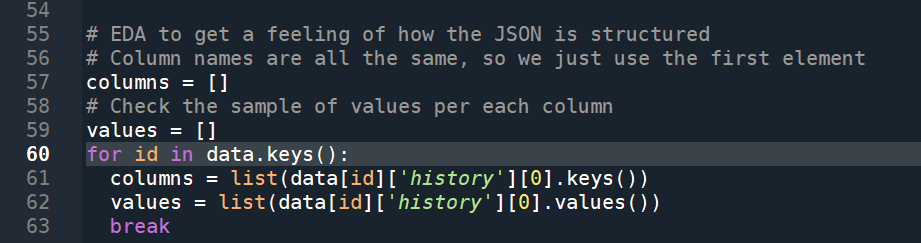 54
55 # EDA to get a feeling of how the JSON is structured
56 # Column names are all the same, so we just use the first element
57 columns = []
58 # Check the sample of values per each column
59 values = []
60 for id in data.keys():
61   columns = list(data[id]['history'][0].keys())
62   values = list(data[id]['history'][0].values())
63   break